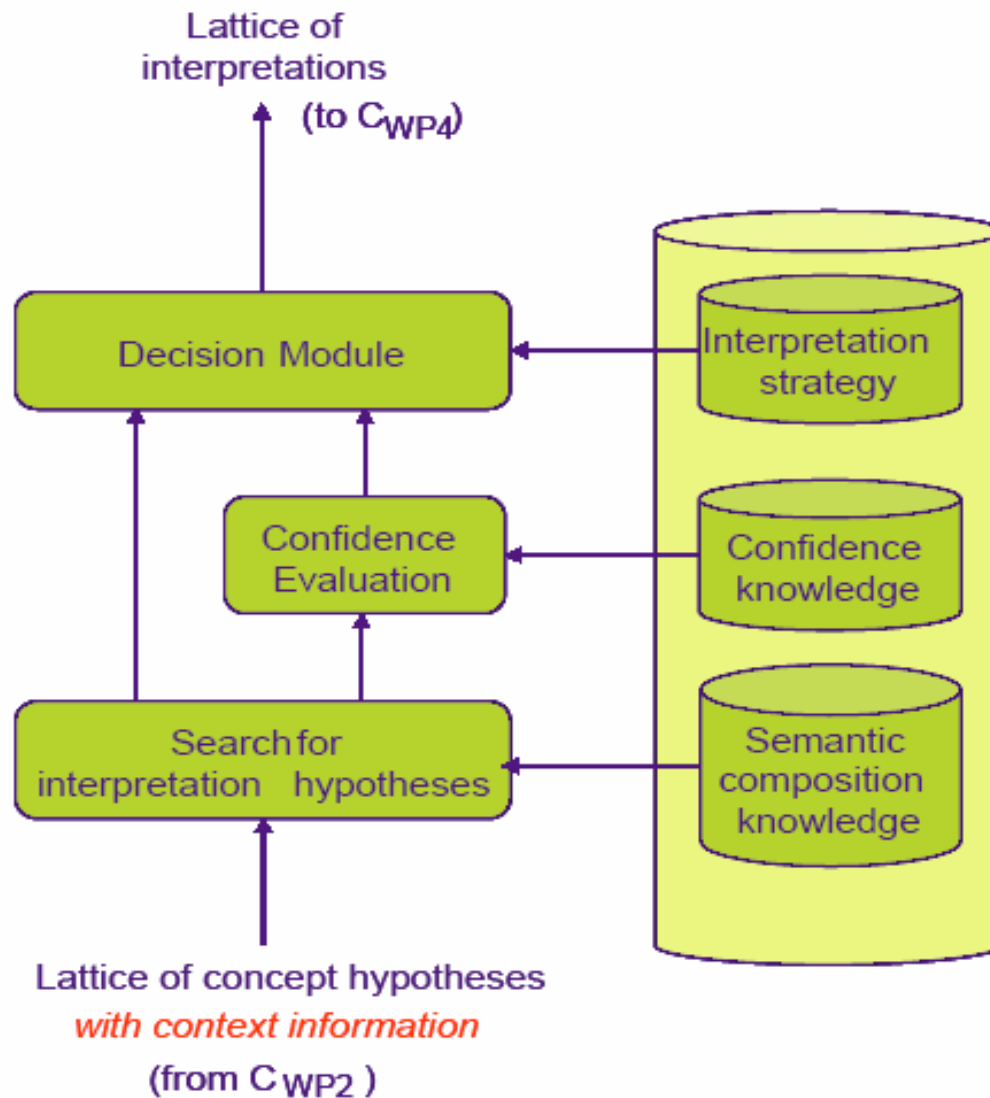 Lattice of
interpretations
(to CWP4)
Decision Module
Interpretation
strategy
Confidence
Evaluation
Confidence
knowledge
Search for
interpretation hypotheses
Semantic
composition
knowledge
Lattice of concept hypotheses
with context information
(from CWP2)